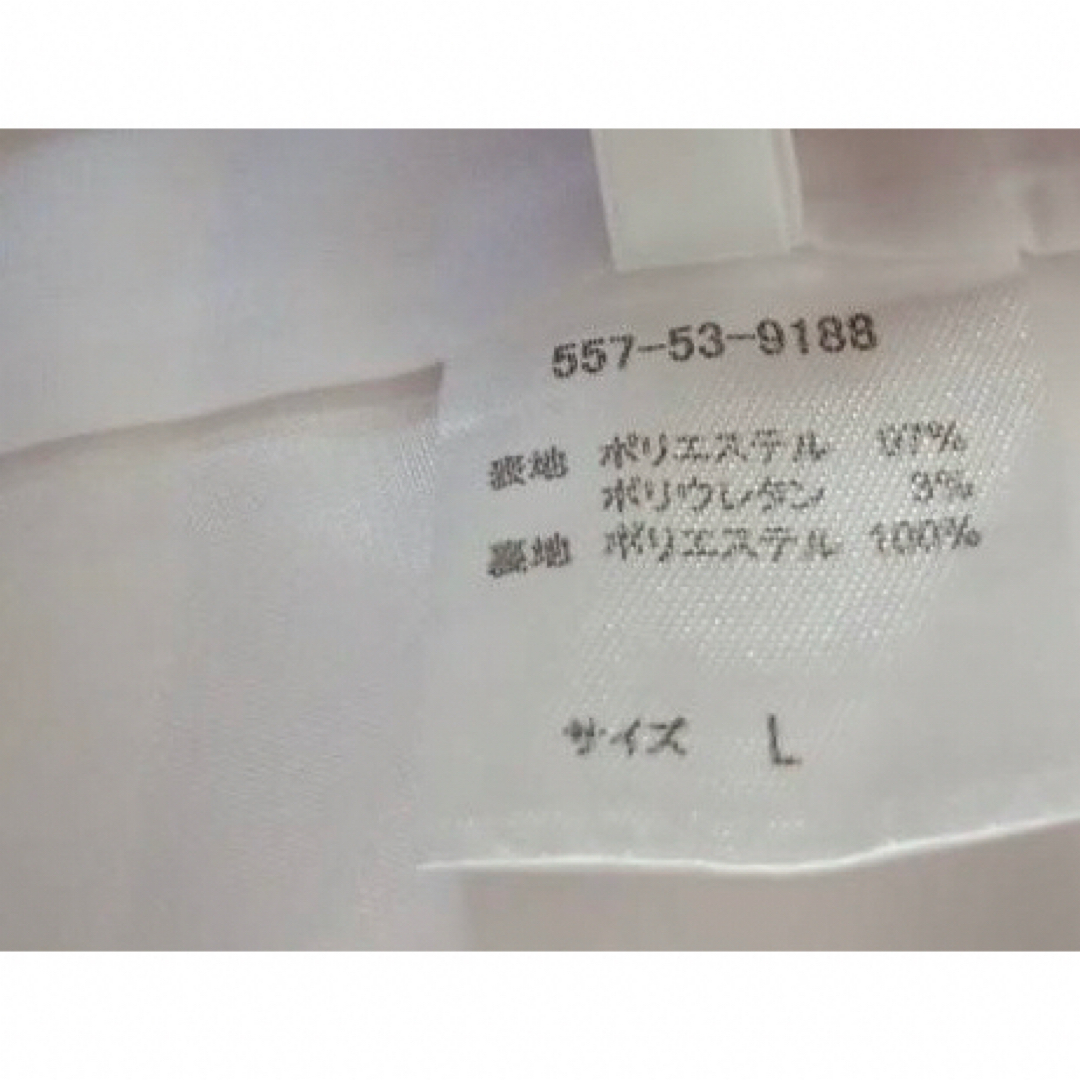 557-53-9188
表地 ポリエステル 97%
ポリウレタン 3%
裏地 ポリエステル 100%
サイズ L